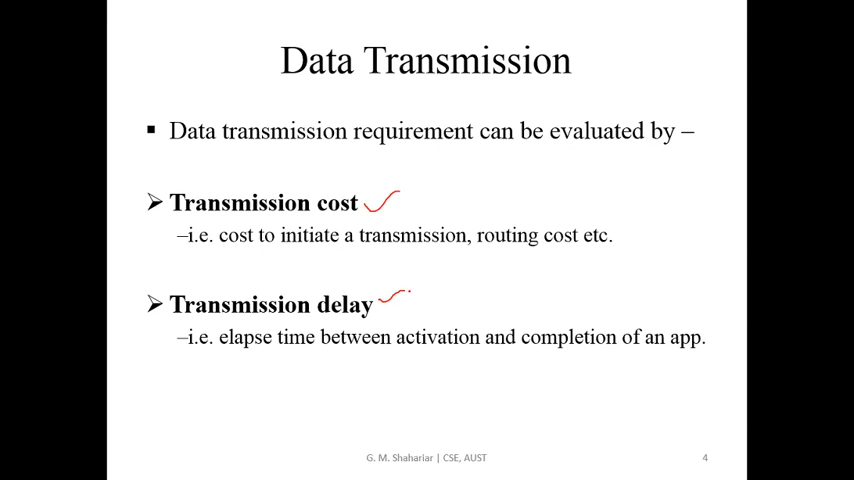 Data Transmission
▪ Data transmission requirement can be evaluated by –
➢ Transmission cost
–i.e. cost to initiate a transmission, routing cost etc.
➢ Transmission delay
–i.e. elapse time between activation and completion of an app.
G. M. Shahariar | CSE, AUST
4